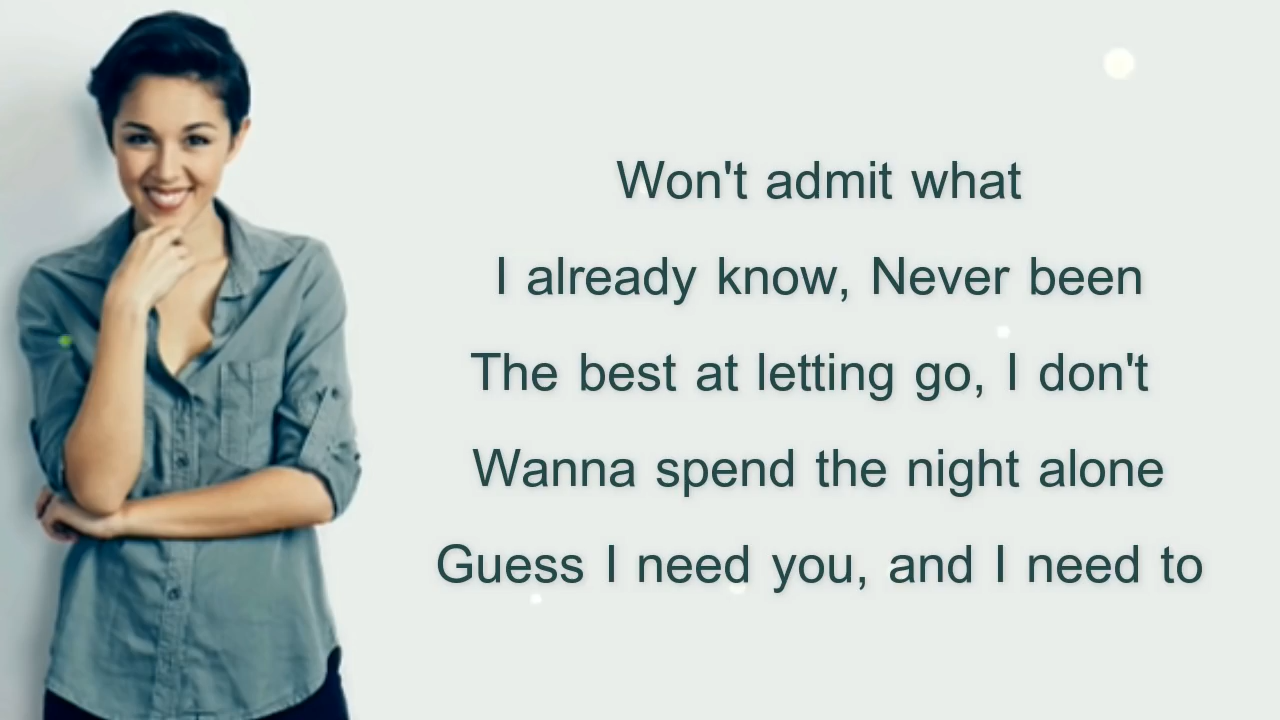 Won't admit what
I already know, Never been
The best at letting go, I don't
Wanna spend the night alone
Guess I need you, and I need to